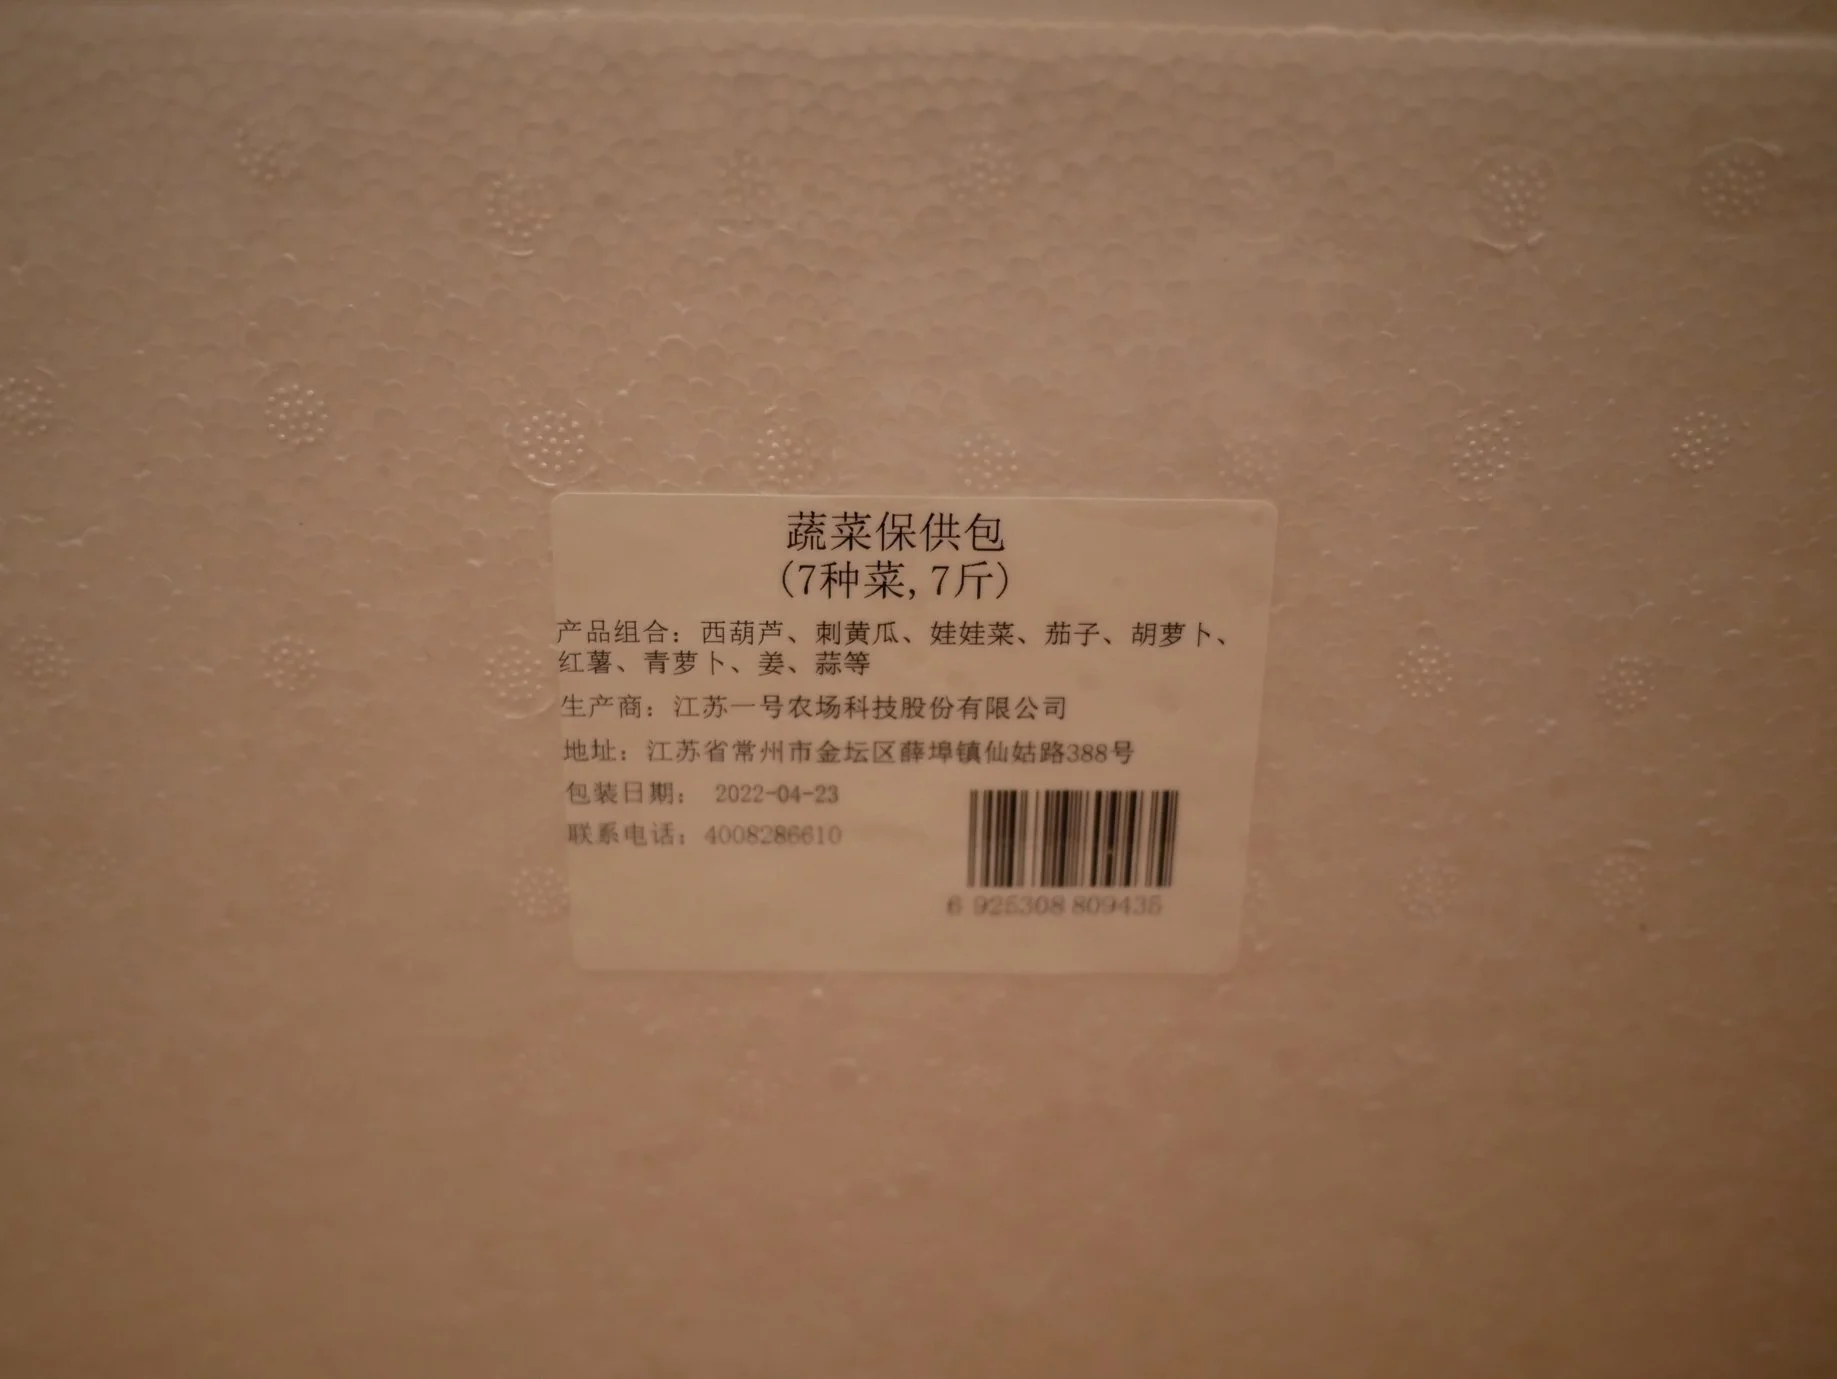 蔬菜保供包
(7种菜,7斤)
产品组合：西葫芦、刺黄瓜、娃娃菜、茄子、胡萝卜、
红薯、青萝卜、姜、蒜等
生产商：江苏一号农场科技股份有限公司
地址：江苏省常州市金坛区薛埠镇仙姑路388号
包装日期： 2022-04-23
联系电话：4008286610
6 925308 809435